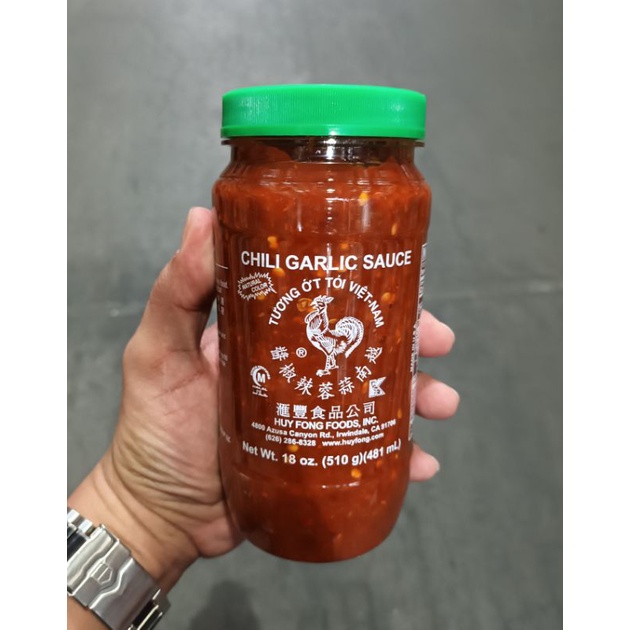 CHILI GARLIC SAUCE
NATURAL COLOR
TƯƠNG ỚT TỎI VIỆT-NAM
®
椒辣蓉蒜南越
M
K
滙豐食品公司
HUY FONG FOODS, INC.
4800 Azusa Canyon Rd., Irwindale, CA 91706
(626) 286-8328 www.huyfong.com
Net Wt. 18 oz. (510 g)(481 mL)